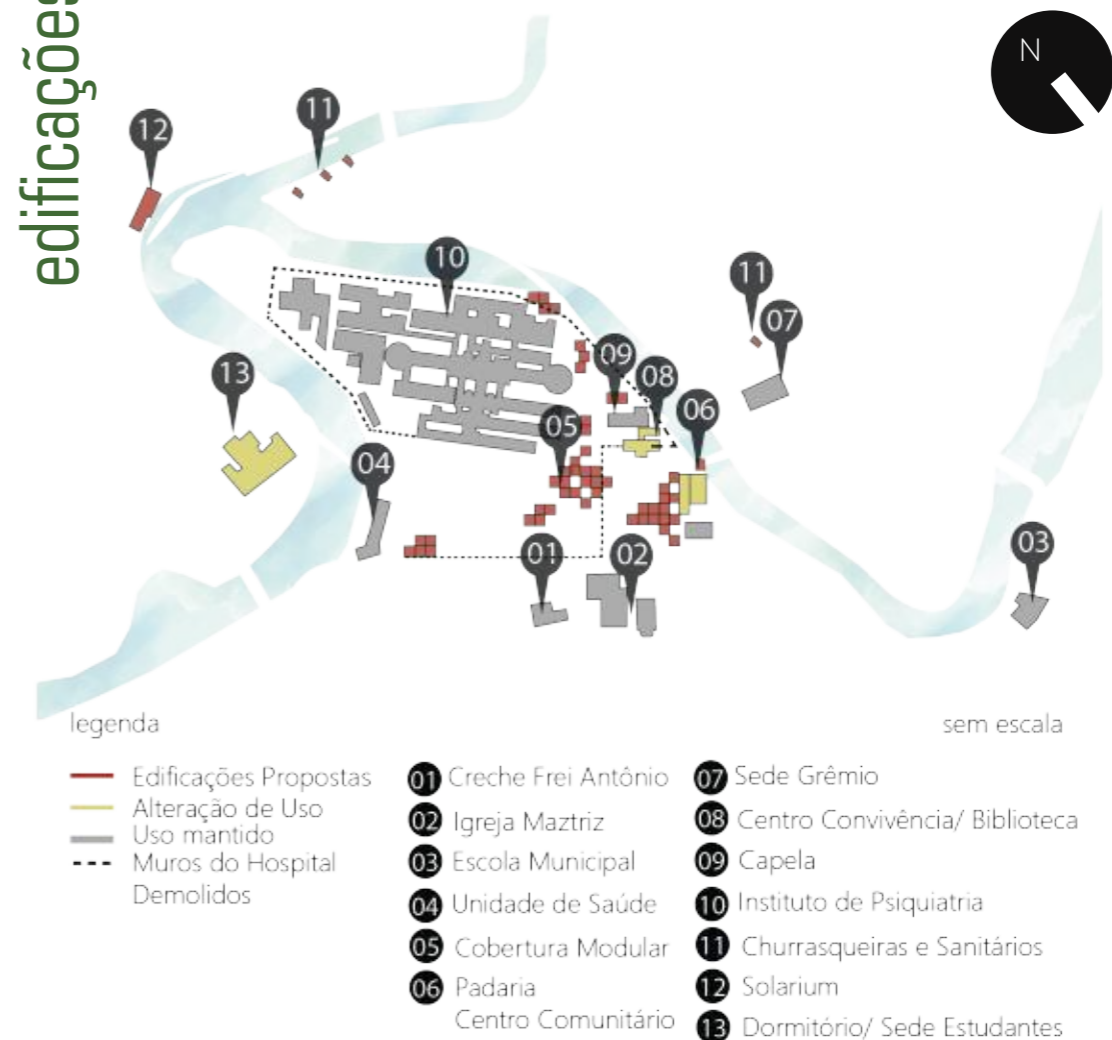 edificações
N
12
11
10
11
07
09
08
13
06
05
04
01
02
03
legenda
sem escala
Edificações Propostas
Alteração de Uso
Uso mantido
Muros do Hospital
Demolidos
01 Creche Frei Antônio
02 Igreja Maztriz
03 Escola Municipal
04 Unidade de Saúde
05 Cobertura Modular
06 Padaria
Centro Comunitário
07 Sede Grêmio
08 Centro Convivência/ Biblioteca
09 Capela
10 Instituto de Psiquiatria
11 Churrasqueiras e Sanitários
12 Solarium
13 Dormitório/ Sede Estudantes